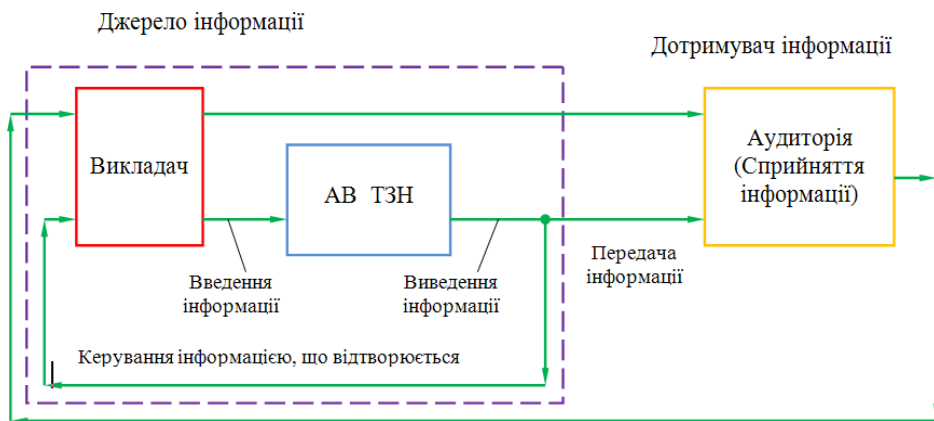 Джерело інформації
Дотримувач інформації
Викладач
АВ ТЗН
Аудиторія
(Сприйняття
інформації)
Введення
інформації
Виведення
інформації
Передача
інформації
Керування інформацією, що відтворюється